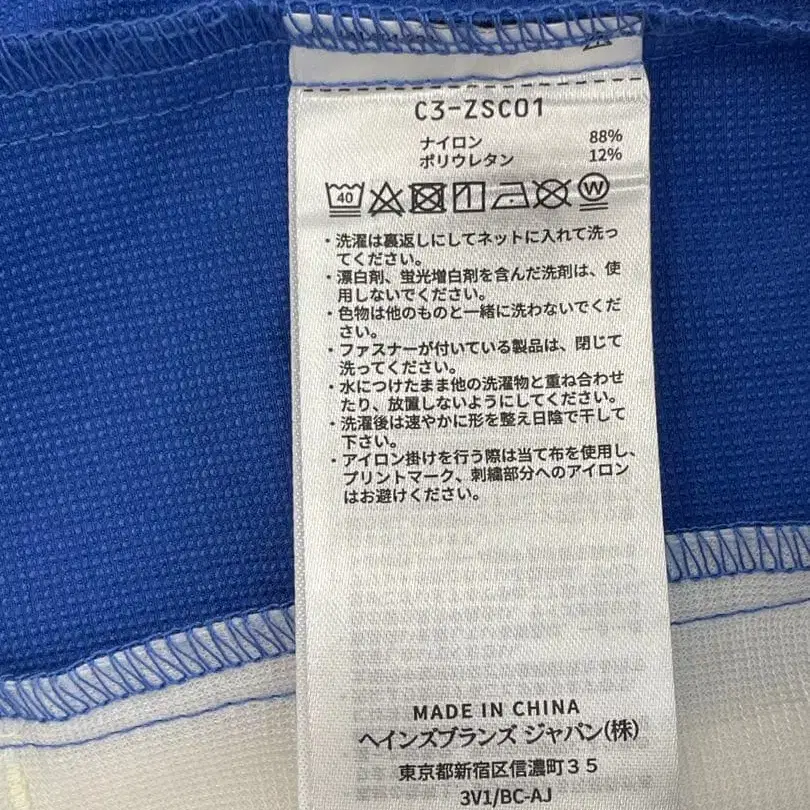 C3-ZSC01
ナイロン 88%
ポリウレタン 12%
40 W
・洗濯は裏返しにしてネットに入れて洗っ
てください。
・漂白剤、蛍光増白剤を含んだ洗剤は、使
用しないでください。
・色物は他のものと一緒に洗わないでくだ
さい。
・ファスナーが付いている製品は、閉じて
洗ってください。
・水につけたまま他の洗濯物と重ね合わせ
たり、放置しないようにしてください。
・洗濯後は速やかに形を整え日陰で干して
下さい。
・アイロン掛けを行う際は当て布を使用し、
プリントマーク、刺繍部分へのアイロン
はお避けください。
MADE IN CHINA
ヘインズブランズ ジャパン(株)
東京都新宿区信濃町３５
3V1/BC-AJ